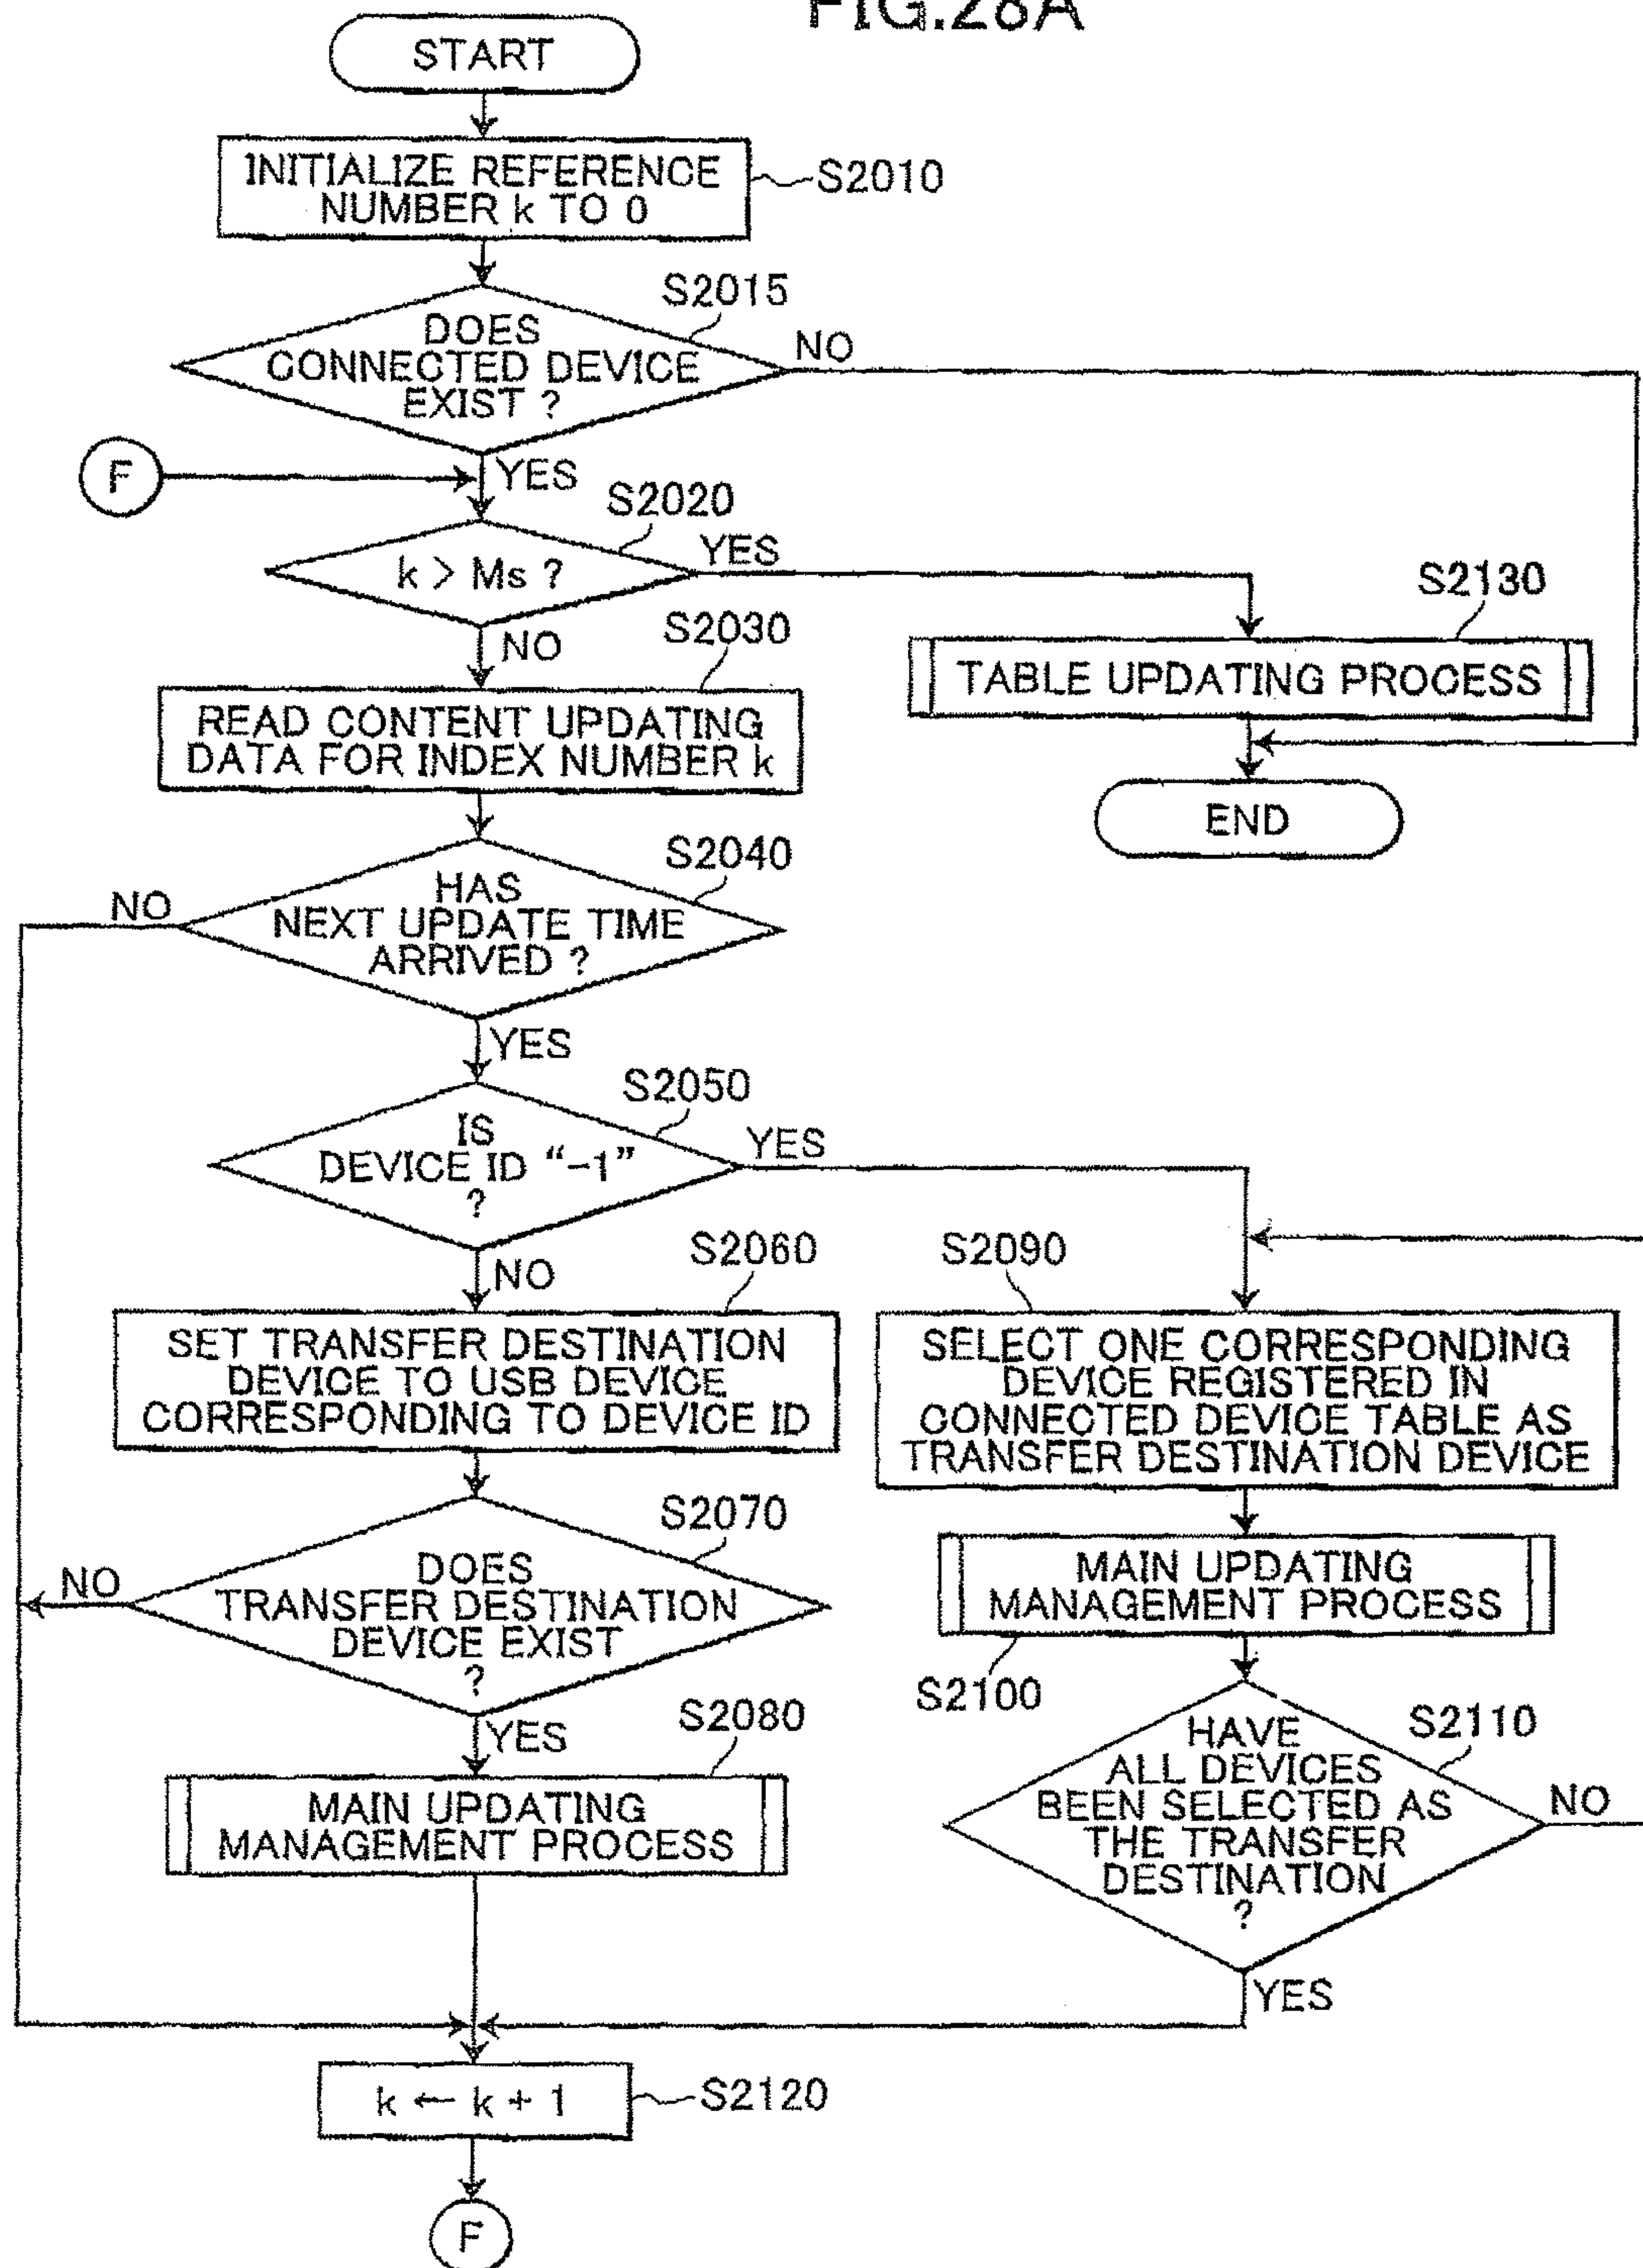 FIG.28A
START
INITIALIZE REFERENCE
NUMBER k TO 0
S2010
S2015
DOES
CONNECTED DEVICE
EXIST ?
NO
F
YES
S2020
k > Ms ?
YES
S2130
TABLE UPDATING PROCESS
END
NO
S2030
READ CONTENT UPDATING
DATA FOR INDEX NUMBER k
S2040
HAS
NEXT UPDATE TIME
ARRIVED ?
NO
YES
S2050
IS
DEVICE ID “-1”
?
YES
NO
S2060
SET TRANSFER DESTINATION
DEVICE TO USB DEVICE
CORRESPONDING TO DEVICE ID
S2090
SELECT ONE CORRESPONDING
DEVICE REGISTERED IN
CONNECTED DEVICE TABLE AS
TRANSFER DESTINATION DEVICE
S2070
DOES
TRANSFER DESTINATION
DEVICE EXIST
?
NO
YES
MAIN UPDATING
MANAGEMENT PROCESS
S2100
S2080
MAIN UPDATING
MANAGEMENT PROCESS
S2110
HAVE
ALL DEVICES
BEEN SELECTED AS
THE TRANSFER
DESTINATION
?
NO
YES
k ← k + 1
S2120
F